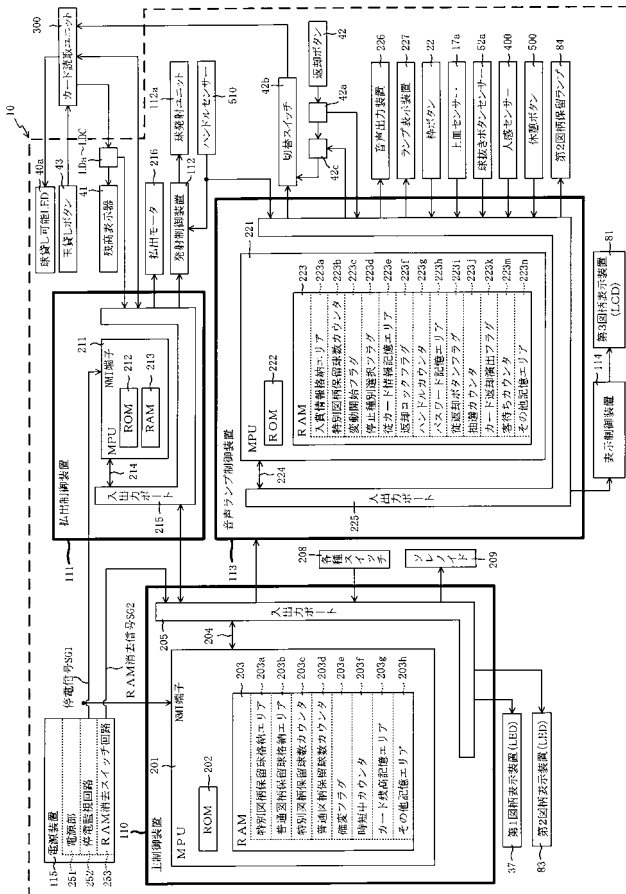 10
115 電源装置
251 電源部
252 停電監視回路
253 RAM消去スイッチ回路
停電信号SG1
RAM消去信号SG2
110
主制御装置
201
MPU
NMI端子
ROM
202
RAM
203
特別図柄保留球格納エリア 203a
普通図柄保留球格納エリア 203b
特別図柄保留球数カウンタ 203c
普通図柄保留球数カウンタ 203d
確変フラグ 203e
時短中カウンタ 203f
カード残高記憶エリア 203g
その他記憶エリア 203h
204
205
入出力ポート
208
各種スイッチ
209
ソレノイド
37 第1図柄表示装置(LED)
83 第2図柄表示装置(LED)
111
払出制御装置
211
MPU
NMI端子
ROM 212
RAM 213
214
215
入出力ポート
113
音声ランプ制御装置
221
MPU
ROM
222
RAM
223
入賞情報格納エリア 223a
特別図柄保留球数カウンタ 223b
変動開始フラグ 223c
停止種別選択フラグ 223d
従カード情報記憶エリア 223e
返却ロックフラグ 223f
ハンドルカウンタ 223g
パスワード記憶エリア 223h
従返却ボタンフラグ 223i
抽選カウンタ 223j
カード返却演出フラグ 223k
客待ちカウンタ 223m
その他記憶エリア 223n
224
225
入出力ポート
300
カード読取ユニット
40a
球貸し可能LED
43
玉貸しボタン
LDa〜LDC
41
残高表示器
216
払出モータ
112a
球発射ユニット
112
発射制御装置
510
ハンドルセンサー
42b
切替スイッチ
42
返却ボタン
42a
42c
音声出力装置 226
ランプ表示装置 227
枠ボタン 22
上皿センサー 17a
球抜きボタンセンサー 52a
人感センサー 400
休憩ボタン 500
第2図柄保留ランプ 84
114
表示制御装置
81
第3図柄表示装置
(LCD)